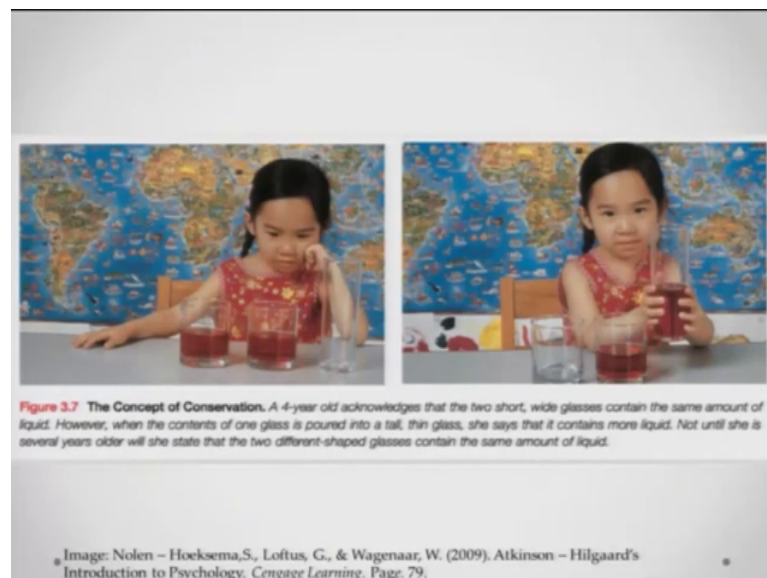 Figure 3.7 The Concept of Conservation. A 4-year old acknowledges that the two short, wide glasses contain the same amount of
liquid. However, when the contents of one glass is poured into a tall, thin glass, she says that it contains more liquid. Not until she is
several years older will she state that the two different-shaped glasses contain the same amount of liquid.
• Image: Nolen – Hoeksema,S., Loftus, G., & Wagenaar, W. (2009). Atkinson – Hilgaard's
Introduction to Psychology. Cengage Learning. Page. 79.